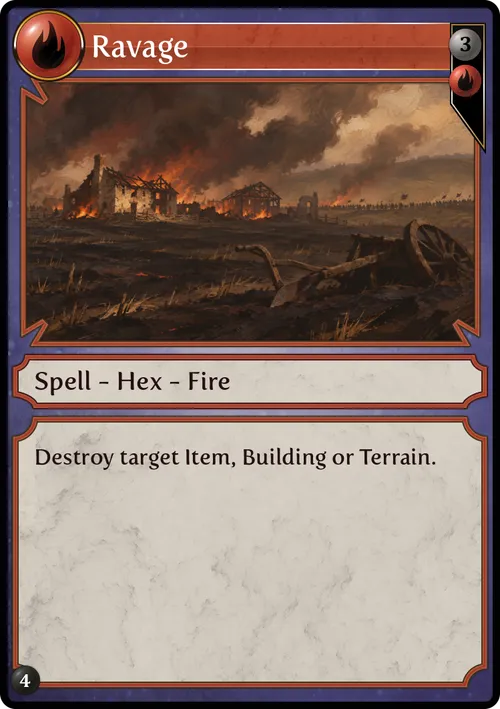 Ravage
3
Spell - Hex - Fire
Destroy target Item, Building or Terrain.
4